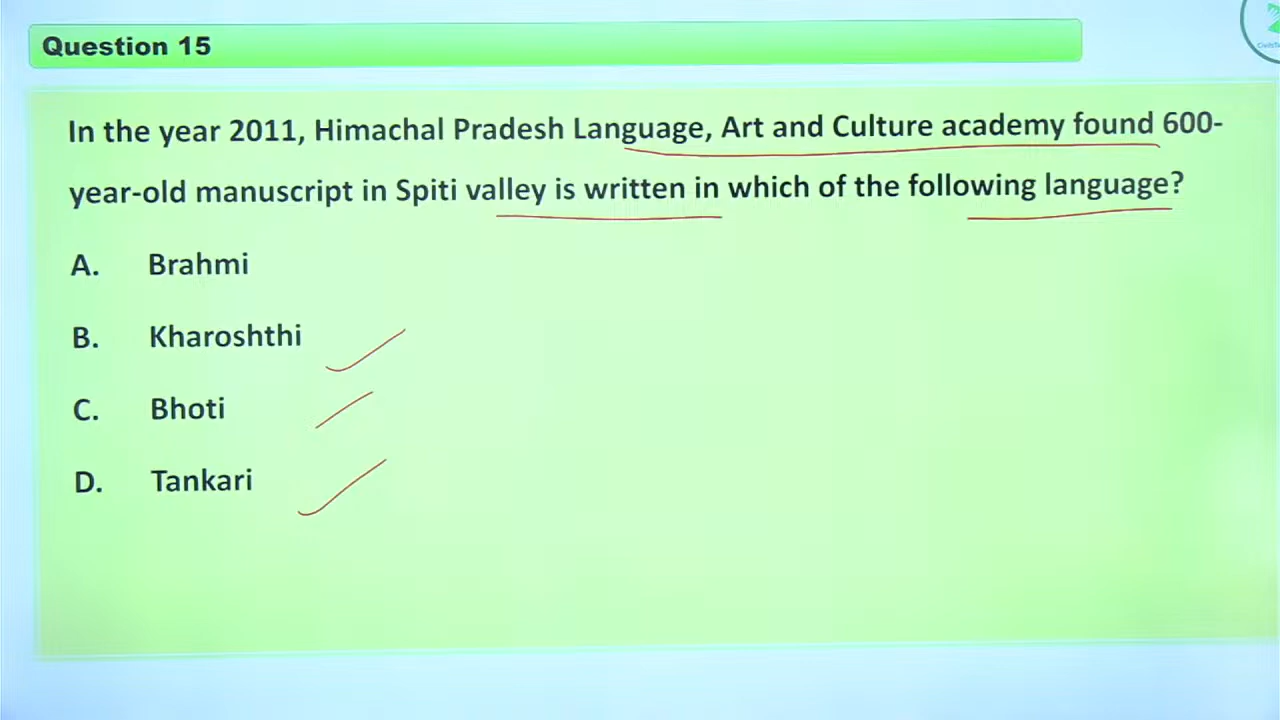 Question 15
In the year 2011, Himachal Pradesh Language, Art and Culture academy found 600-
year-old manuscript in Spiti valley is written in which of the following language?
A. Brahmi
B. Kharoshthi
C. Bhoti
D. Tankari